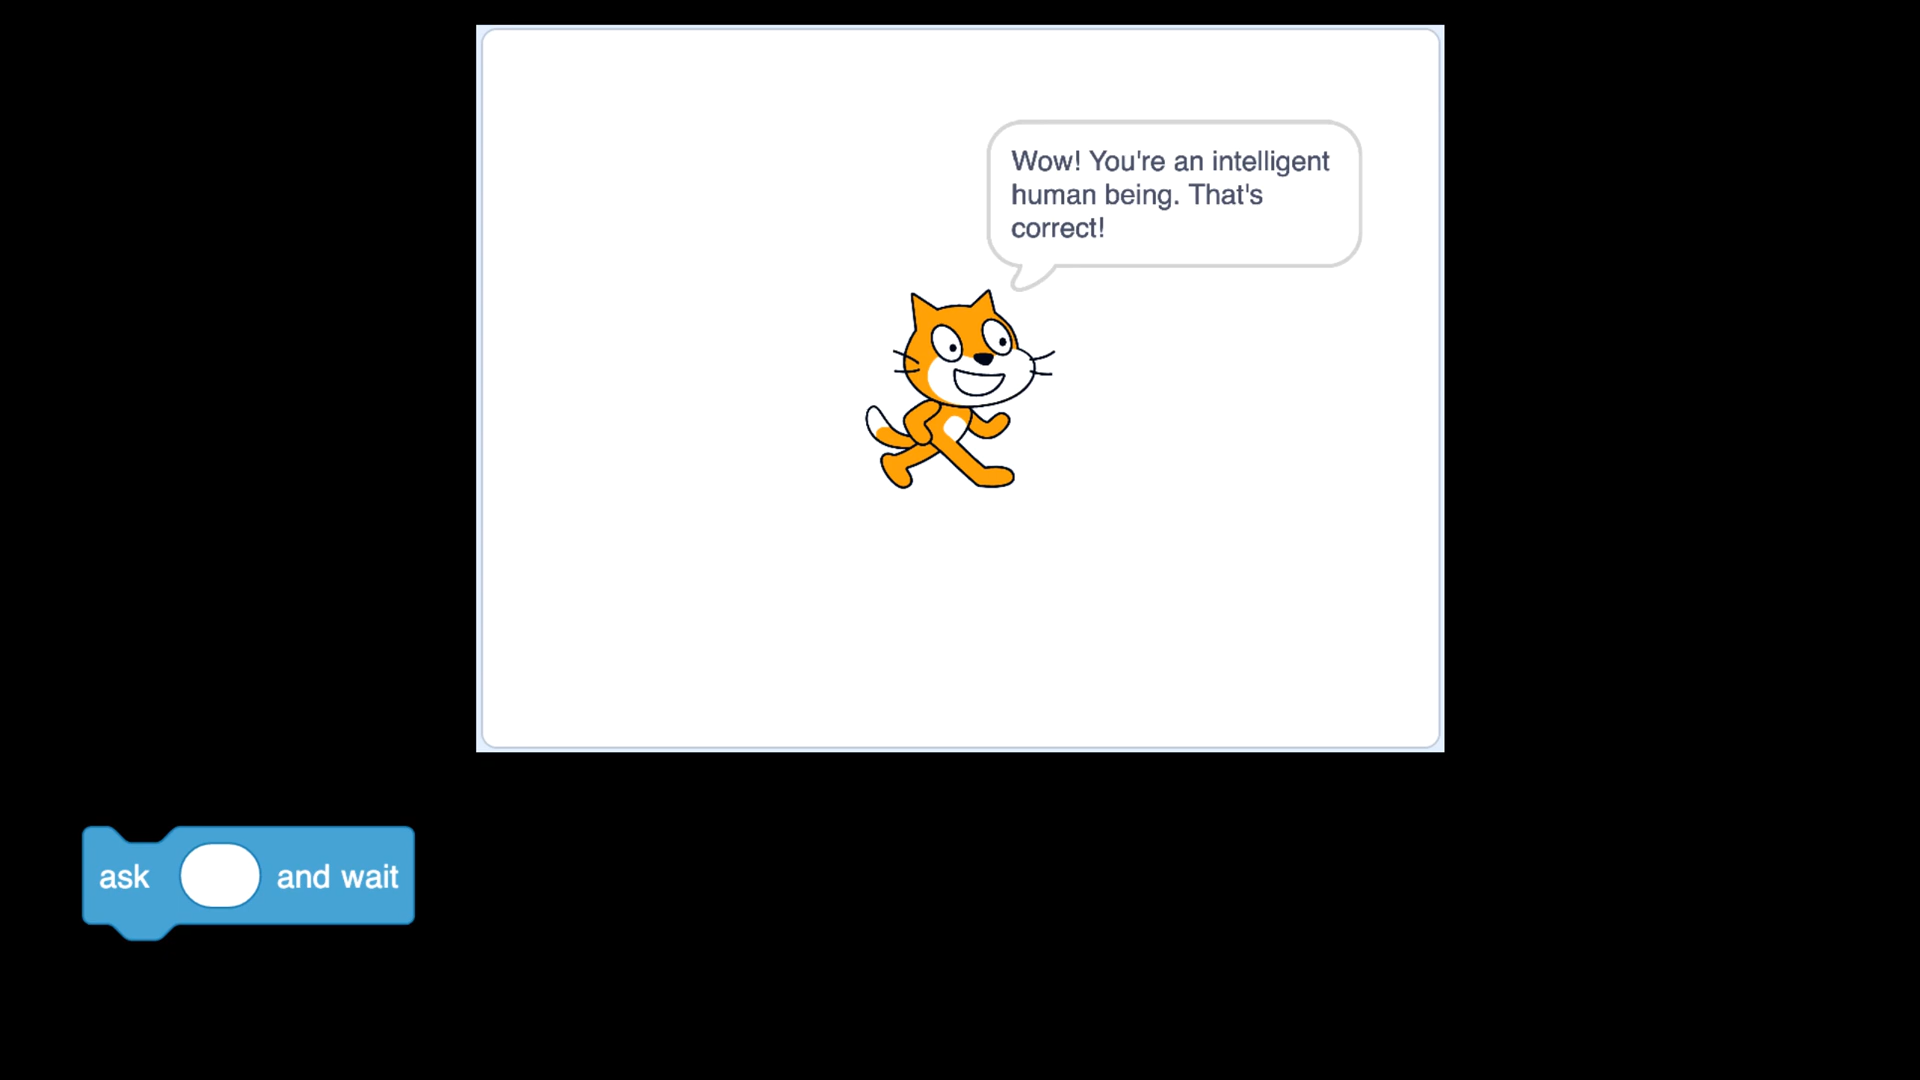 Wow! You're an intelligent
human being. That's
correct!
ask and wait